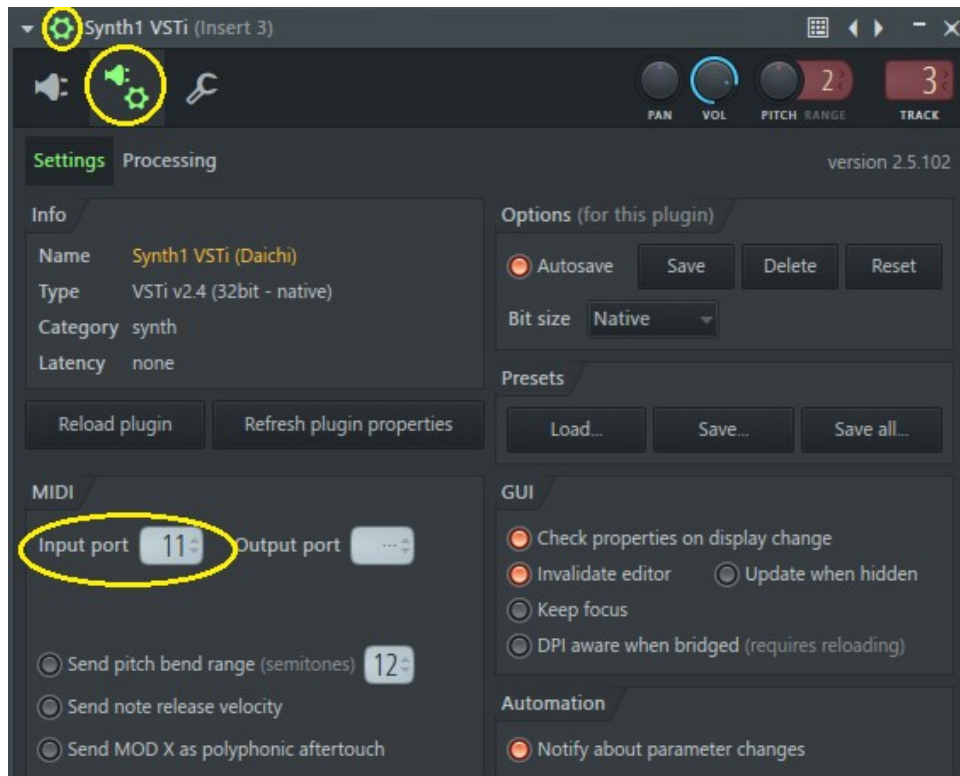 Synth1 VSTi (Insert 3)
2
3
PAN VOL PITCH RANGE TRACK
Settings Processing
version 2.5.102
Info
Name Synth1 VSTi (Daichi)
Type VSTi v2.4 (32bit - native)
Category synth
Latency none
Reload plugin Refresh plugin properties
Options (for this plugin)
Autosave Save Delete Reset
Bit size Native
Presets
Load... Save... Save all...
MIDI
Input port 11 Output port ---
Send pitch bend range (semitones) 12
Send note release velocity
Send MOD X as polyphonic aftertouch
GUI
Check properties on display change
Invalidate editor Update when hidden
Keep focus
DPI aware when bridged (requires reloading)
Automation
Notify about parameter changes